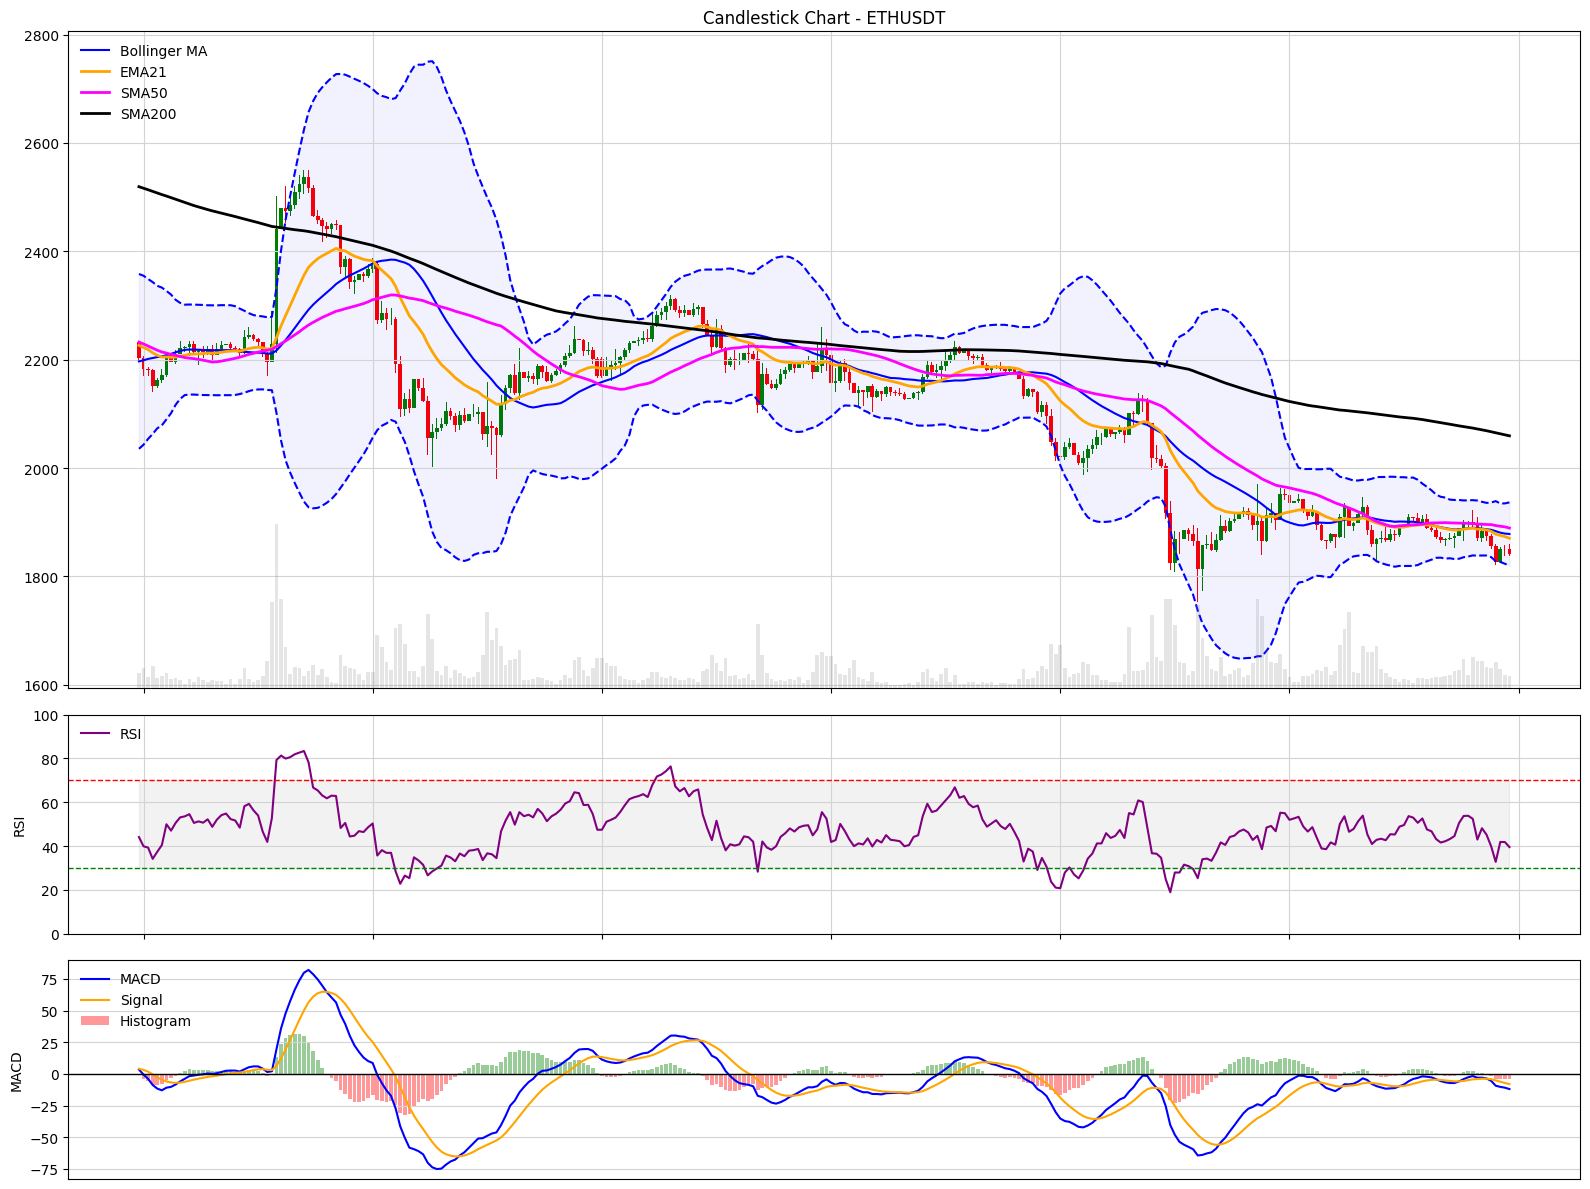 Candlestick Chart - ETHUSDT
2800
2600
2400
2200
2000
1800
1600
Bollinger MA
EMA21
SMA50
SMA200
100
80
60
40
20
0
RSI
RSI
75
50
25
0
−25
−50
−75
MACD
MACD
Signal
Histogram